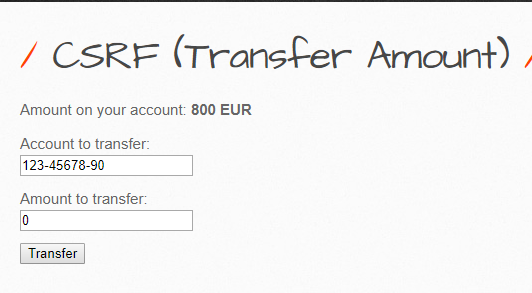 / CSRF (Transfer Amount) /
Amount on your account: 800 EUR
Account to transfer:
123-45678-90
Amount to transfer:
0
Transfer